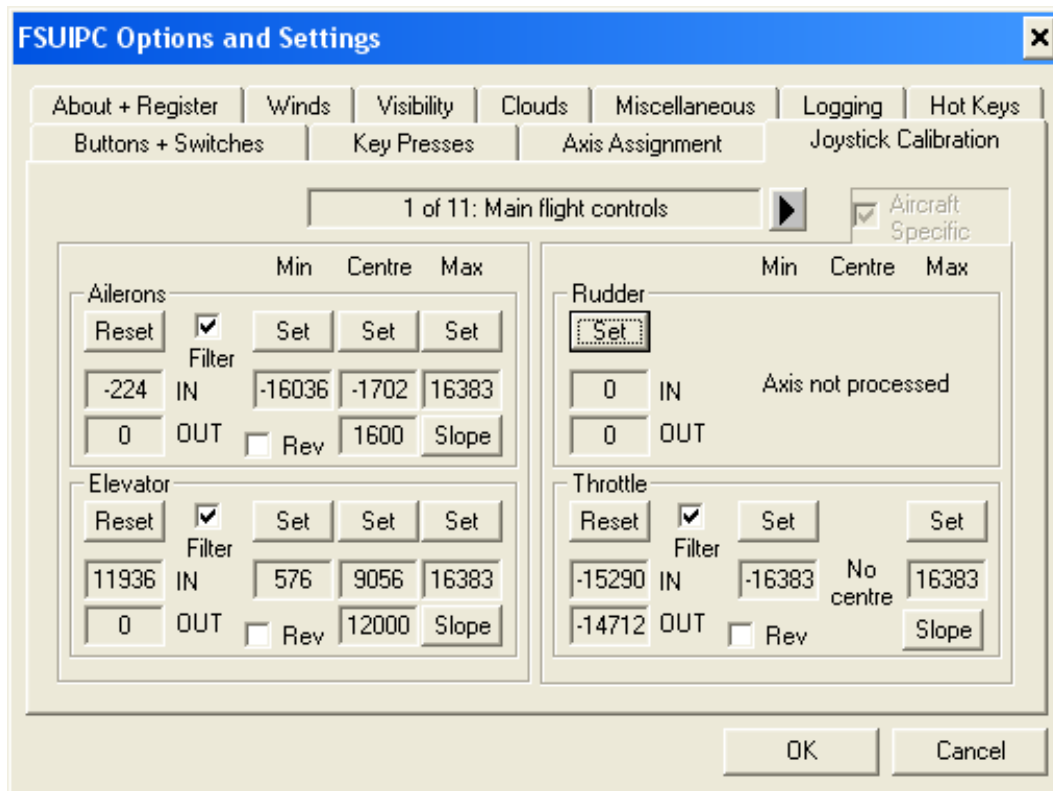 FSUIPC Options and Settings
About + Register Winds Visibility Clouds Miscellaneous Logging Hot Keys
Buttons + Switches Key Presses Axis Assignment Joystick Calibration
1 of 11: Main flight controls
Aircraft
Specific
Min Centre Max
Ailerons
Reset Set Set Set
Filter
-224 IN -16036 -1702 16383
0 OUT Rev 1600 Slope
Elevator
Reset Set Set Set
Filter
11936 IN 576 9056 16383
0 OUT Rev 12000 Slope
Min Centre Max
Rudder
Set
0 IN Axis not processed
0 OUT
Throttle
Reset Set Set
Filter
-15290 IN -16383 No
centre 16383
-14712 OUT Rev Slope
OK Cancel